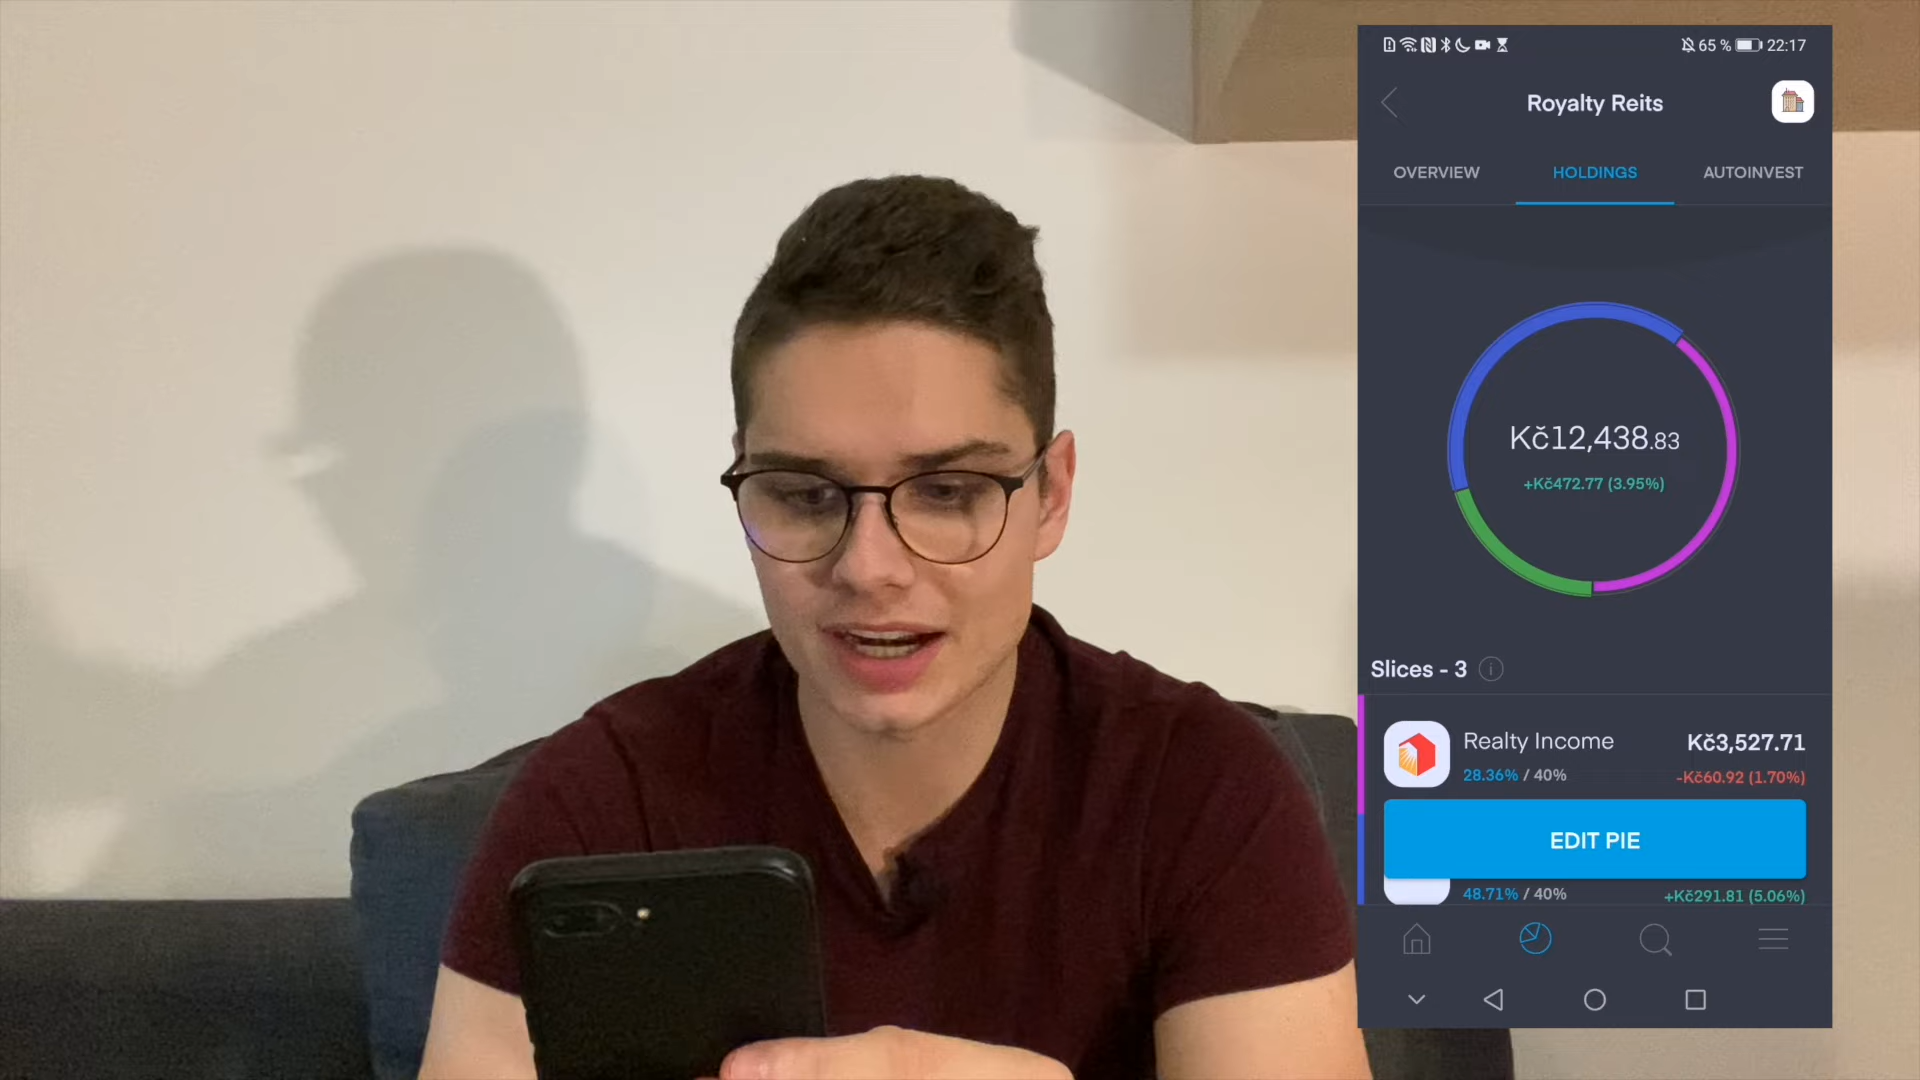 65 % 22:17
Royalty Reits
OVERVIEW HOLDINGS AUTOINVEST
Kč12,438.83
+Kč472.77 (3.95%)
Slices - 3
Realty Income Kč3,527.71
28.36% / 40% -Kč60.92 (1.70%)
EDIT PIE
48.71% / 40% +Kč291.81 (5.06%)